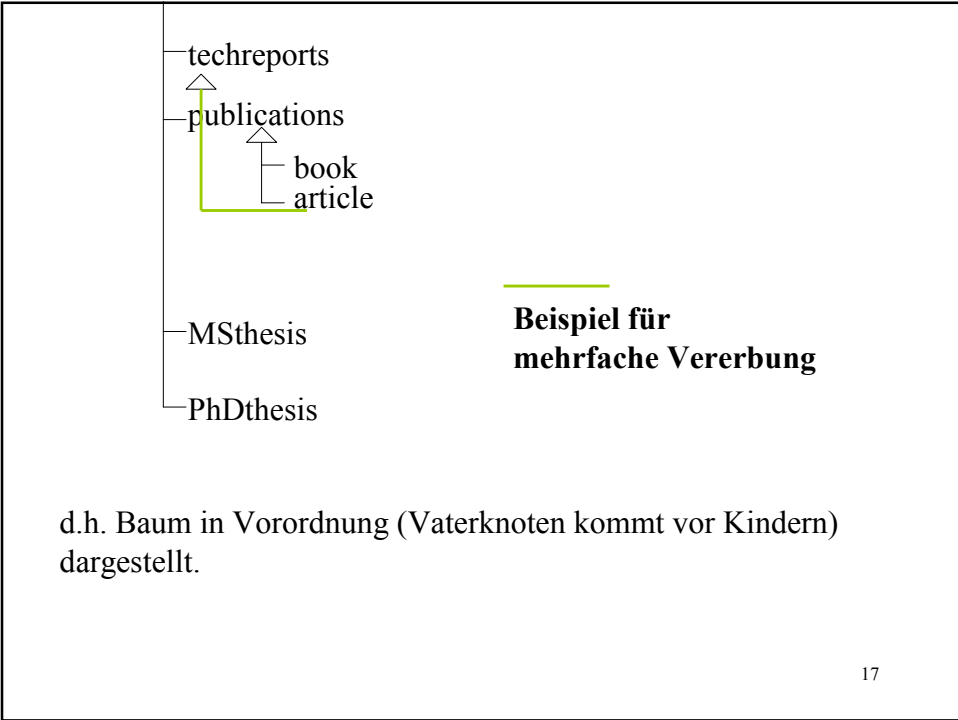 techreports
publications
book
article
MSthesis
PhDthesis
Beispiel für
mehrfache Vererbung
d.h. Baum in Vorordnung (Vaterknoten kommt vor Kindern)
dargestellt.
17